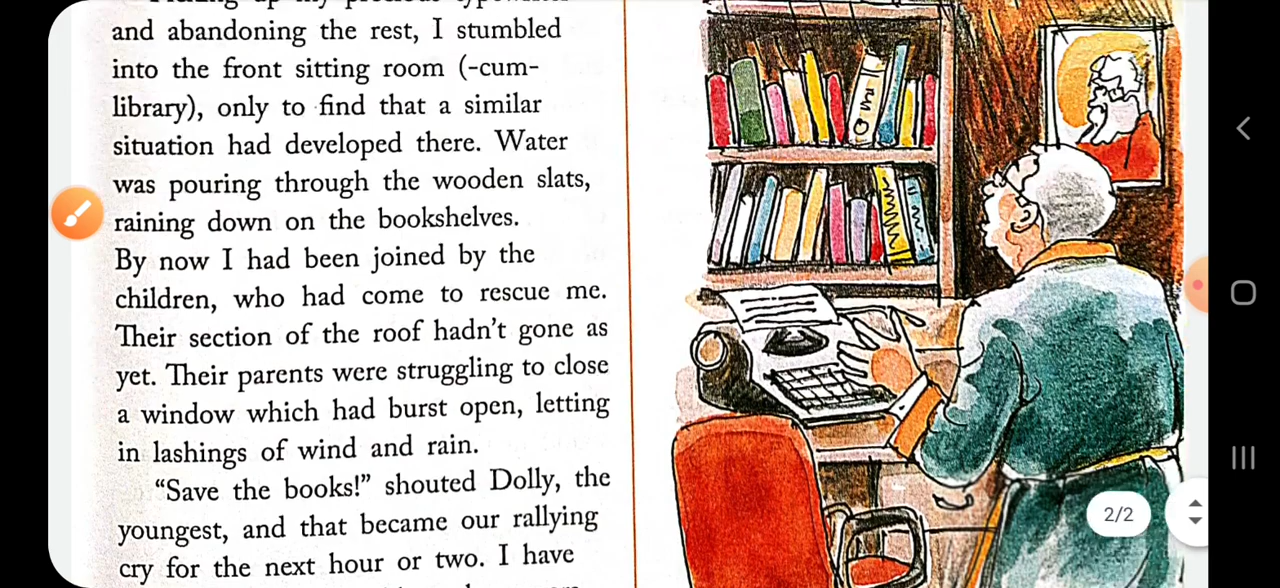 and abandoning the rest, I stumbled
into the front sitting room (-cum-
library), only to find that a similar
situation had developed there. Water
was pouring through the wooden slats,
raining down on the bookshelves.
By now I had been joined by the
children, who had come to rescue me.
Their section of the roof hadn't gone as
yet. Their parents were struggling to close
a window which had burst open, letting
in lashings of wind and rain.
"Save the books!" shouted Dolly, the
youngest, and that became our rallying
cry for the next hour or two. I have
2/2